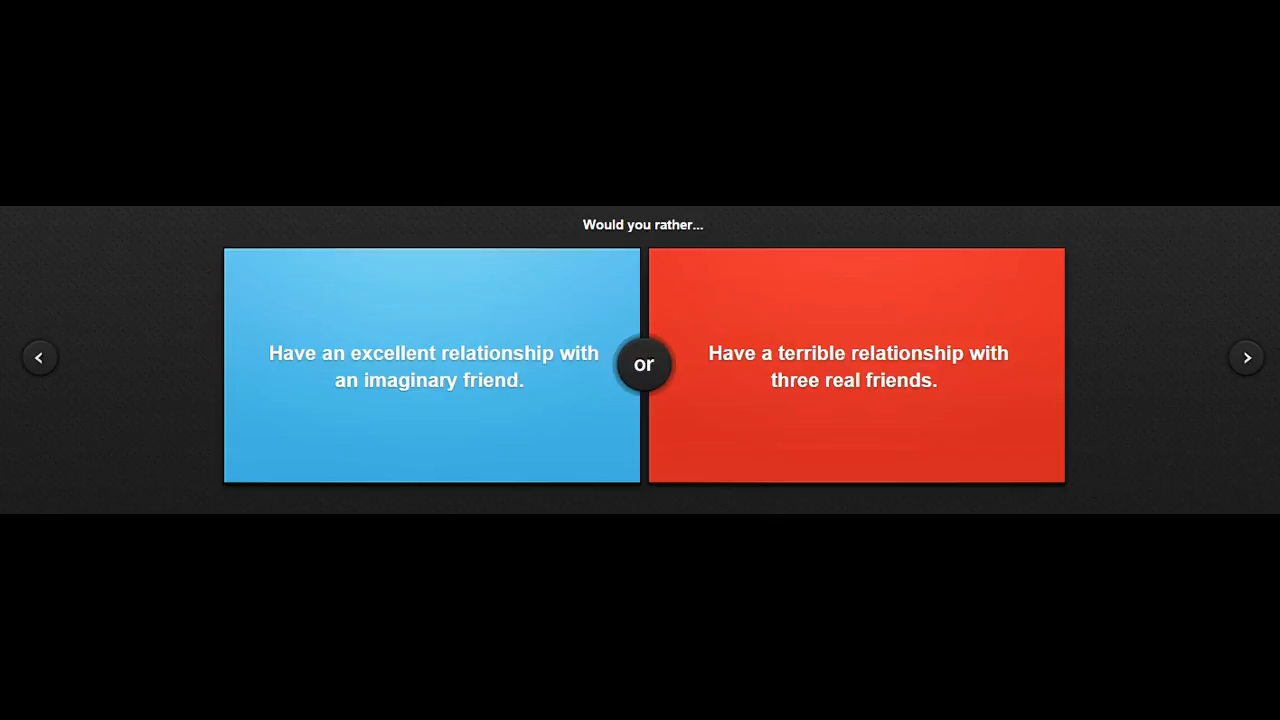 Would you rather...
Have an excellent relationship with
an imaginary friend.
or
Have a terrible relationship with
three real friends.